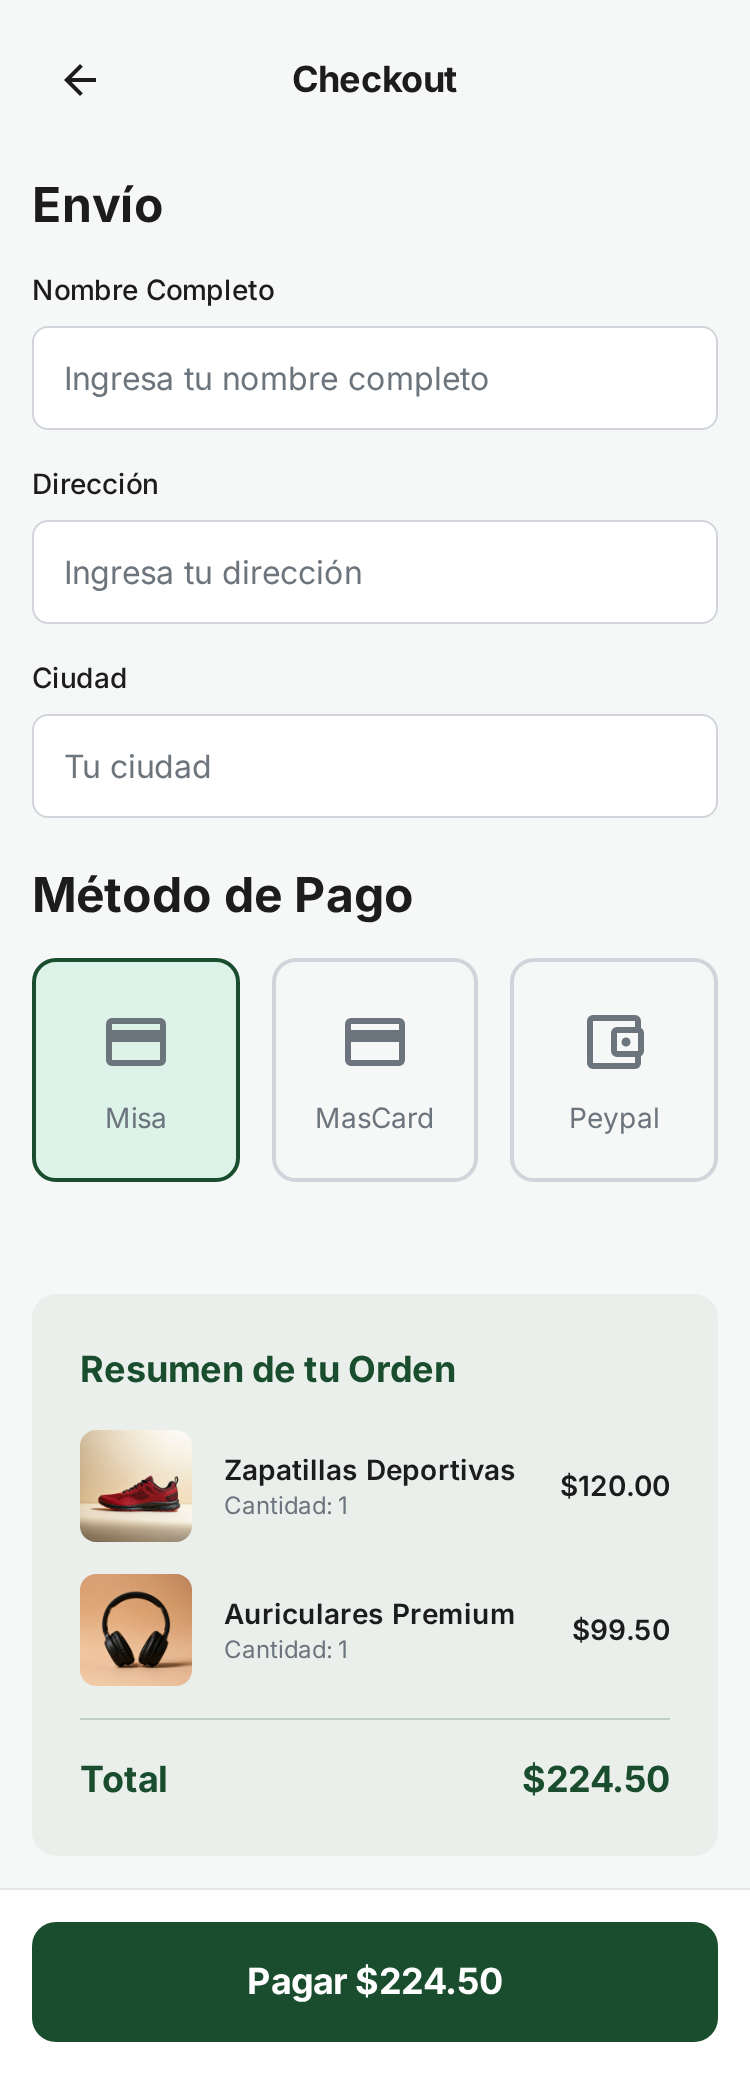 Checkout
Envío
Nombre Completo
Ingresa tu nombre completo
Dirección
Ingresa tu dirección
Ciudad
Tu ciudad
Método de Pago
Misa
MasCard
Peypal
Resumen de tu Orden
Zapatillas Deportivas
Cantidad: 1
$120.00
Auriculares Premium
Cantidad: 1
$99.50
Total
$224.50
Pagar $224.50